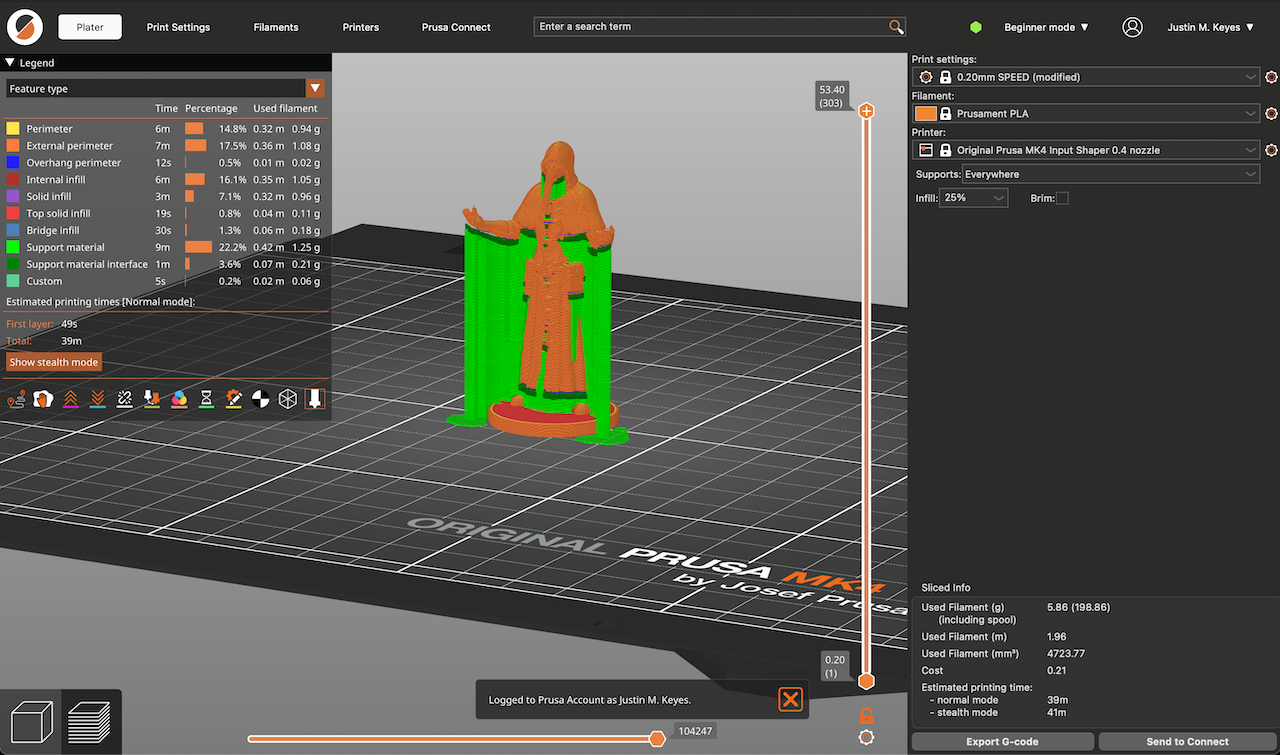 Plater Print Settings Filaments Printers Prusa Connect Enter a search term Beginner mode ▼ Justin M. Keyes ▼
▼ Legend
Feature type
Time Percentage Used filament
Perimeter 6m 14.8% 0.32 m 0.94 g
External perimeter 7m 17.5% 0.36 m 1.08 g
Overhang perimeter 12s 0.5% 0.01 m 0.02 g
Internal infill 6m 16.1% 0.35 m 1.05 g
Solid infill 3m 7.1% 0.32 m 0.96 g
Top solid infill 19s 0.8% 0.04 m 0.11 g
Bridge infill 30s 1.3% 0.06 m 0.18 g
Support material 9m 22.2% 0.42 m 1.25 g
Support material interface 1m 3.6% 0.07 m 0.21 g
Custom 5s 0.2% 0.02 m 0.06 g
Estimated printing times [Normal mode]:
First layer: 49s
Total: 39m
Show stealth mode
53.40
(303)
ORIGINAL PRUSA MK4
by Josef Prusa
0.20
(1)
Logged to Prusa Account as Justin M. Keyes.
104247
Print settings:
0.20mm SPEED (modified)
Filament:
Prusament PLA
Printer:
Original Prusa MK4 Input Shaper 0.4 nozzle
Supports: Everywhere
Infill: 25% Brim:
Sliced Info
Used Filament (g) 5.86 (198.86)
(including spool)
Used Filament (m) 1.96
Used Filament (mm³) 4723.77
Cost 0.21
Estimated printing time:
- normal mode 39m
- stealth mode 41m
Export G-code Send to Connect